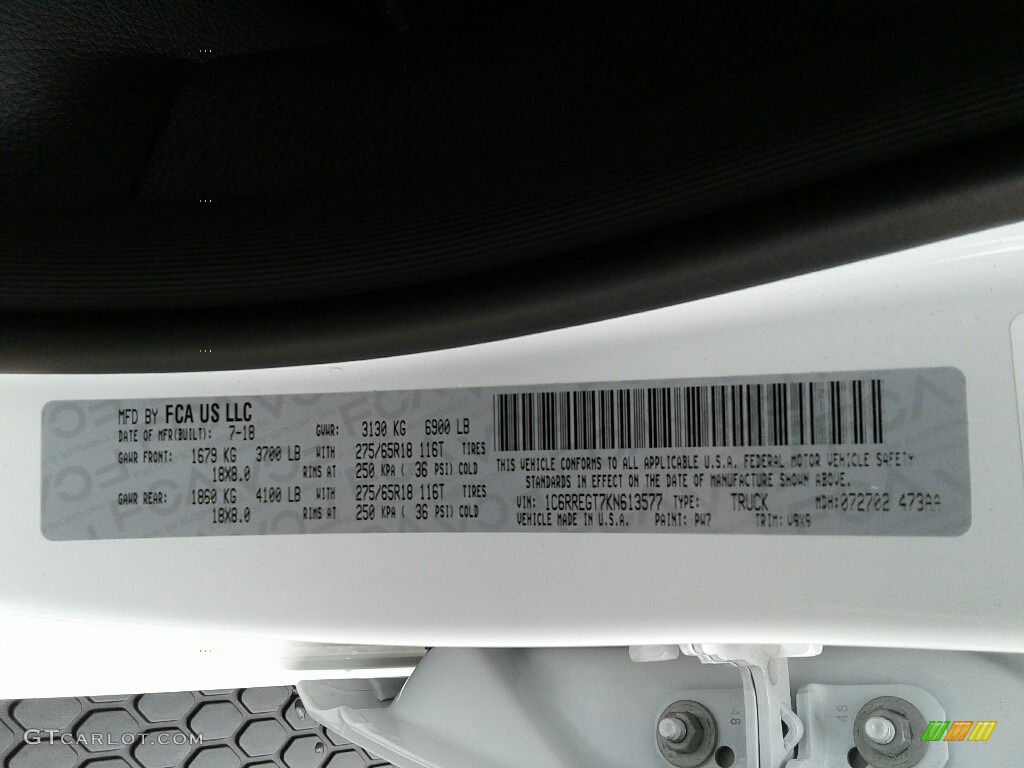 MFD BY FCA US LLC
DATE OF MFR(BUILT): 7-18 GVWR: 3130 KG 6900 LB
GAWR FRONT: 1679 KG 3700 LB WITH 275/65R18 116T TIRES
18X8.0 RIMS AT 250 KPA ( 36 PSI) COLD
GAWR REAR: 1860 KG 4100 LB WITH 275/65R18 116T TIRES
18X8.0 RIMS AT 250 KPA ( 36 PSI) COLD
THIS VEHICLE CONFORMS TO ALL APPLICABLE U.S.A. FEDERAL MOTOR VEHICLE SAFETY
STANDARDS IN EFFECT ON THE DATE OF MANUFACTURE SHOWN ABOVE.
VIN: 1C6RREGT7KN613577 TYPE: TRUCK MDH:072702 473AA
VEHICLE MADE IN U.S.A. PAINT: PW7 TRIM:
48
48
GTCARLOT.COM